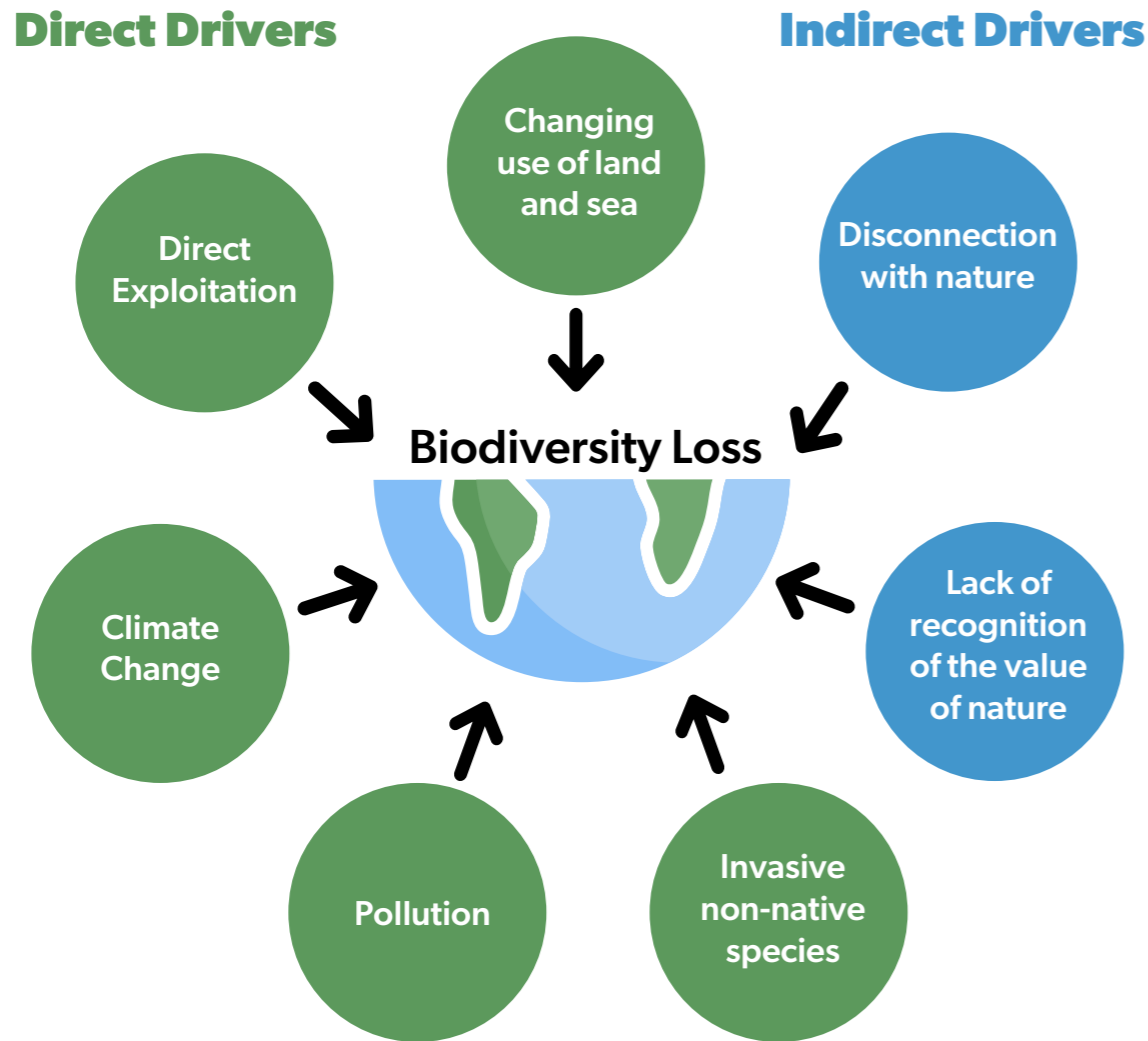 Direct Drivers
Indirect Drivers
Changing
use of land
and sea
Direct
Exploitation
Disconnection
with nature
Biodiversity Loss
Climate
Change
Lack of
recognition
of the value
of nature
Pollution
Invasive
non-native
species